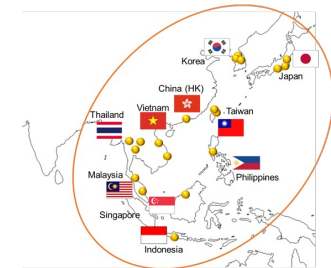 Korea
Japan
China (HK)
Taiwan
Vietnam
Thailand
Philippines
Malaysia
Singapore
Indonesia